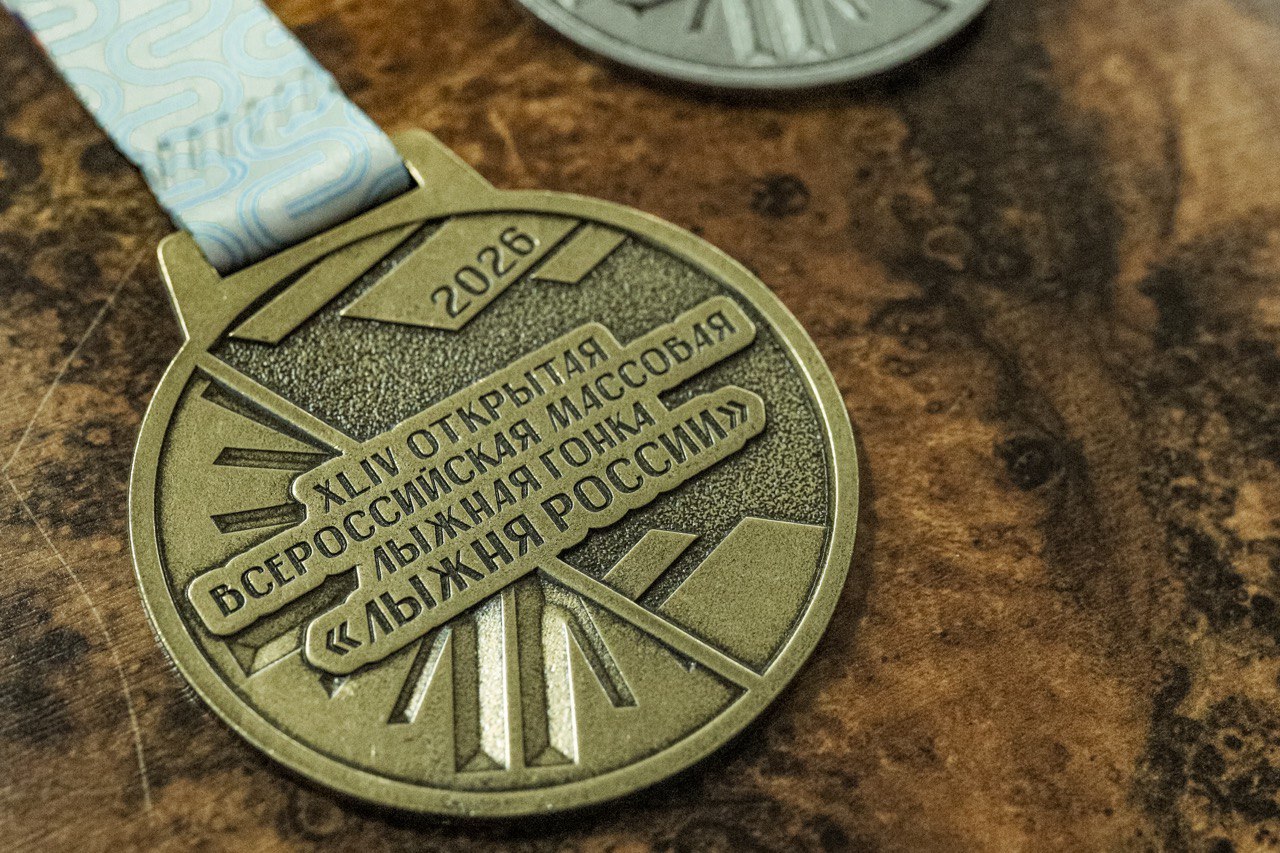 2026
XLIV ОТКРЫТАЯ
ВСЕРОССИЙСКАЯ МАССОВАЯ
ЛЫЖНАЯ ГОНКА
«ЛЫЖНЯ РОССИИ»